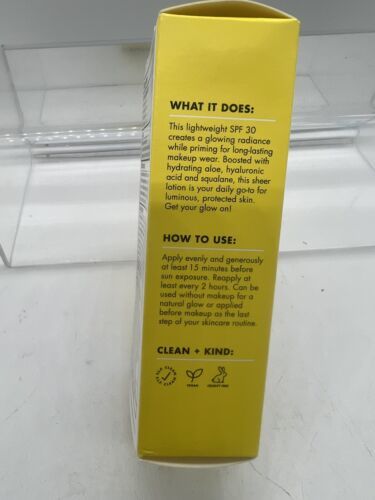 WHAT IT DOES:
This lightweight SPF 30
creates a glowing radiance
while priming for long-lasting
makeup wear. Boosted with
hydrating aloe, hyaluronic
acid and squalane, this sheer
lotion is your daily go-to for
luminous, protected skin.
Get your glow on!
HOW TO USE:
Apply evenly and generously
at least 15 minutes before
sun exposure. Reapply at
least every 2 hours. Can be
used without makeup for a
natural glow or applied
before makeup as the last
step of your skincare routine.
CLEAN + KIND:
VEGAN
CRUELTY FREE